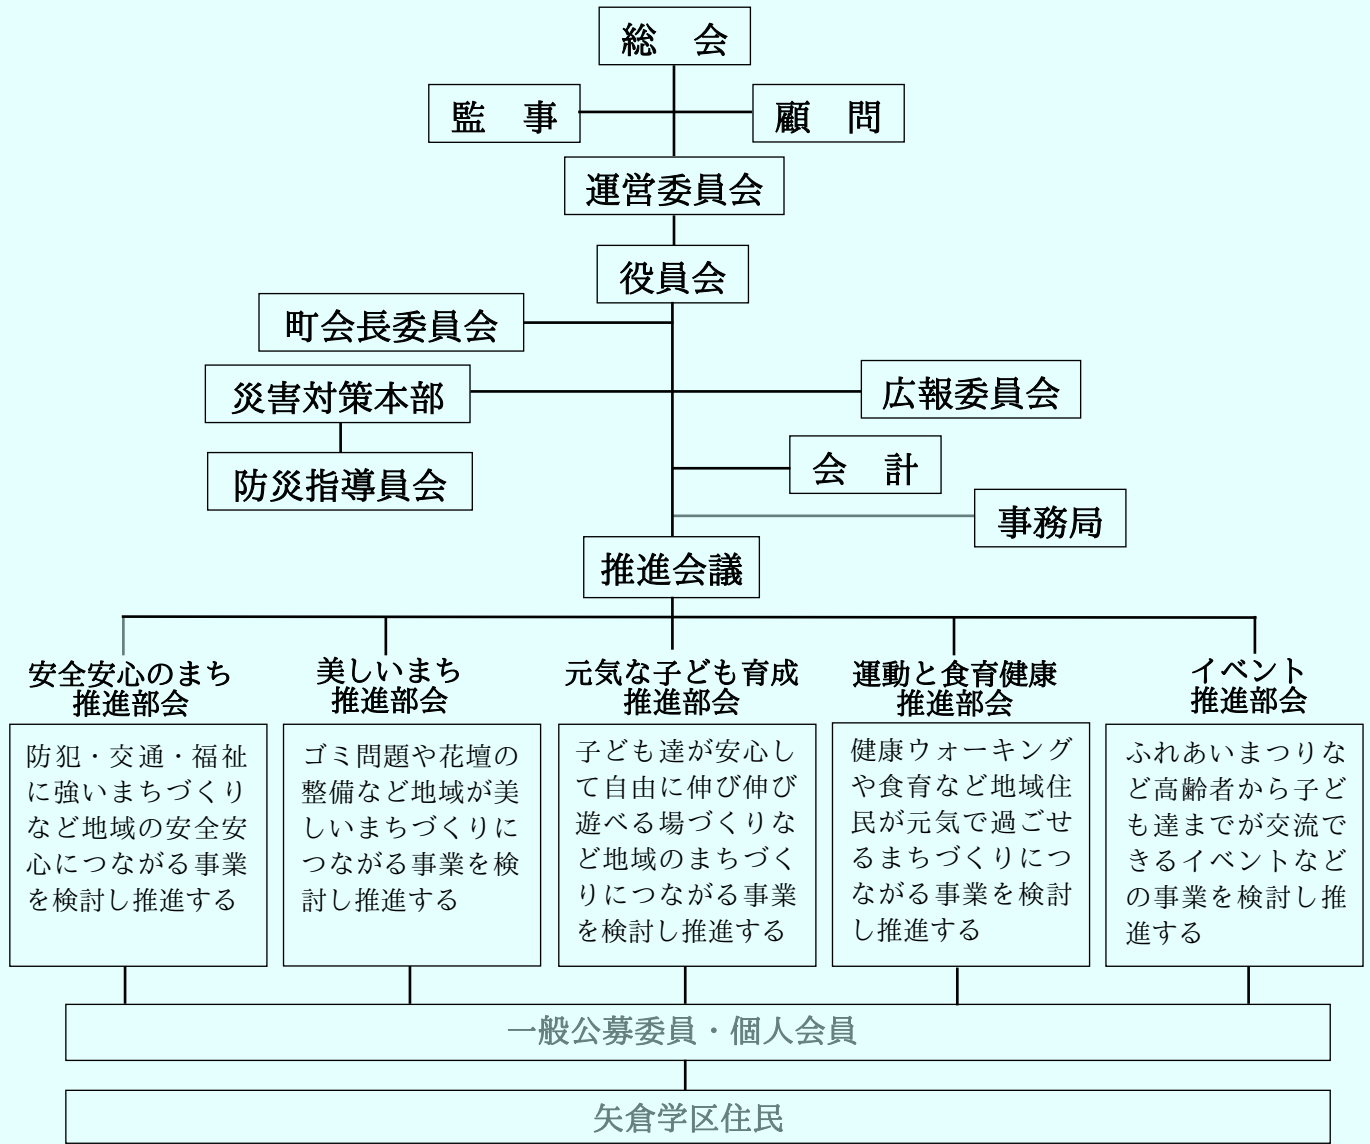 総　会
監　事
顧　問
運営委員会
役員会
町会長委員会
災害対策本部
広報委員会
防災指導員会
会　計
事務局
推進会議
安全安心のまち
推進部会
防犯・交通・福祉
に強いまちづくり
など地域の安全安
心につながる事業
を検討し推進する
美しいまち
推進部会
ゴミ問題や花壇の
整備など地域が美
しいまちづくりに
つながる事業を検
討し推進する
元気な子ども育成
推進部会
子ども達が安心し
て自由に伸び伸び
遊べる場づくりな
ど地域のまちづく
りにつながる事業
を検討し推進する
運動と食育健康
推進部会
健康ウォーキング
や食育など地域住
民が元気で過ごせ
るまちづくりにつ
ながる事業を検討
し推進する
イベント
推進部会
ふれあいまつりな
ど高齢者から子ど
も達までが交流で
きるイベントなど
の事業を検討し推
進する
一般公募委員・個人会員
矢倉学区住民